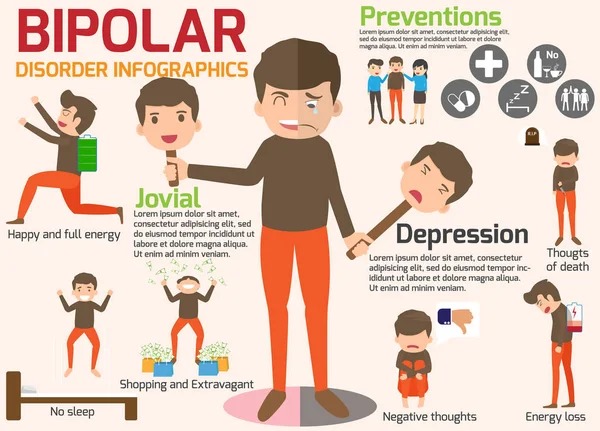 BIPOLAR
DISORDER INFOGRAPHICS
Happy and full energy
Jovial
Lorem ipsum dolor sit
amet, consectetur
adipisicing elit, sed do
eiusmod tempor incididunt ut
labore et dolore magna
aliqua. Ut enim ad minim
veniam.
No sleep
Shopping and Extravagant
Preventions
Lorem ipsum dolor sit amet,
consectetur adipisicing elit, sed do
eiusmod tempor incididunt ut labore
et dolore magna aliqua. Ut enim ad
minim veniam.
No
Z
Z
Z
R.I.P
Depression
Lorem ipsum dolor sit amet, consectetur
adipisicing elit, sed do eiusmod tempor
incididunt ut labore et dolore magna
aliqua. Ut enim ad minim veniam.
Thougts
of death
Negative thoughts
Energy loss